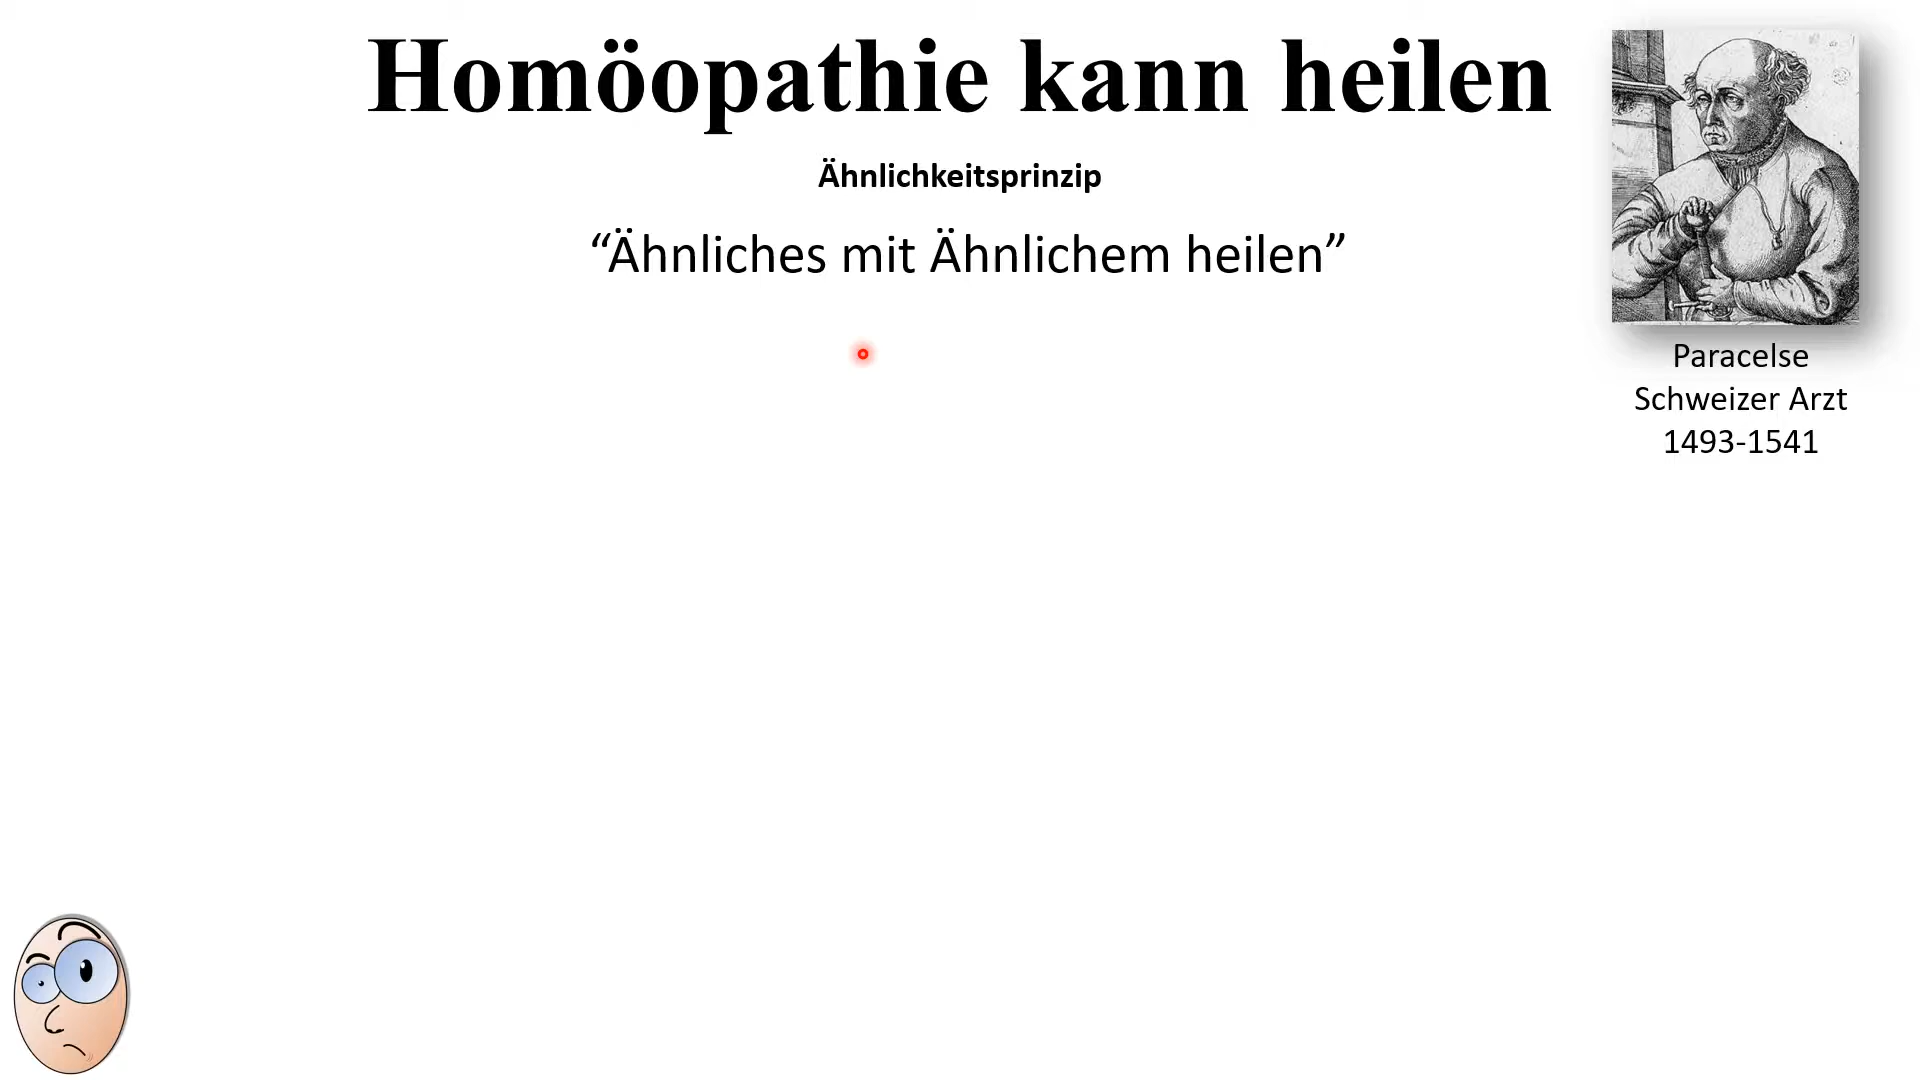 Homöopathie kann heilen
Ähnlichkeitsprinzip
“Ähnliches mit Ähnlichem heilen”
Paracelse
Schweizer Arzt
1493-1541